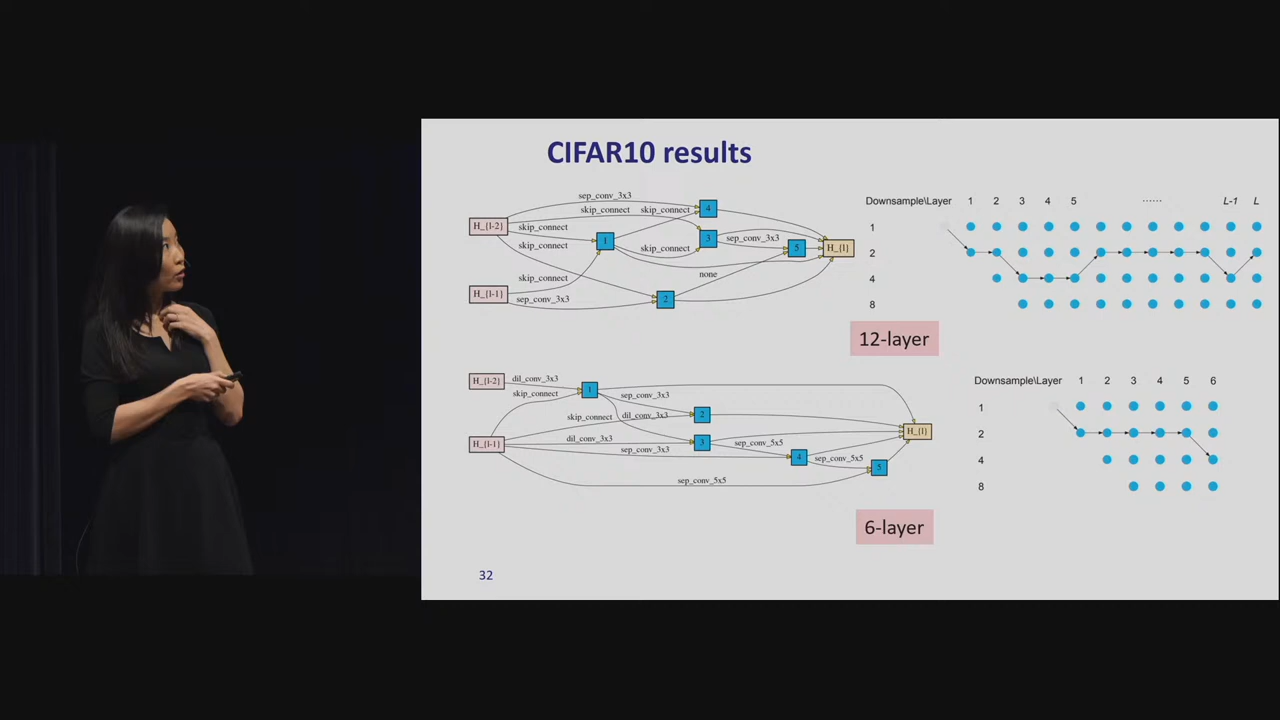 CIFAR10 results
sep_conv_3x3
skip_connect
skip_connect
4
H_{l-2}
skip_connect
skip_connect
1
3
sep_conv_3x3
skip_connect
5
H_{l}
none
skip_connect
H_{l-1}
sep_conv_3x3
2
Downsample\Layer
1 2 3 4 5 ...... L-1 L
1
2
4
8
12-layer
H_{l-2}
dil_conv_3x3
skip_connect
1
sep_conv_3x3
skip_connect
dil_conv_3x3
2
H_{l-1}
dil_conv_3x3
sep_conv_3x3
3
sep_conv_5x5
4
sep_conv_5x5
5
H_{l}
sep_conv_5x5
Downsample\Layer
1 2 3 4 5 6
1
2
4
8
6-layer
32